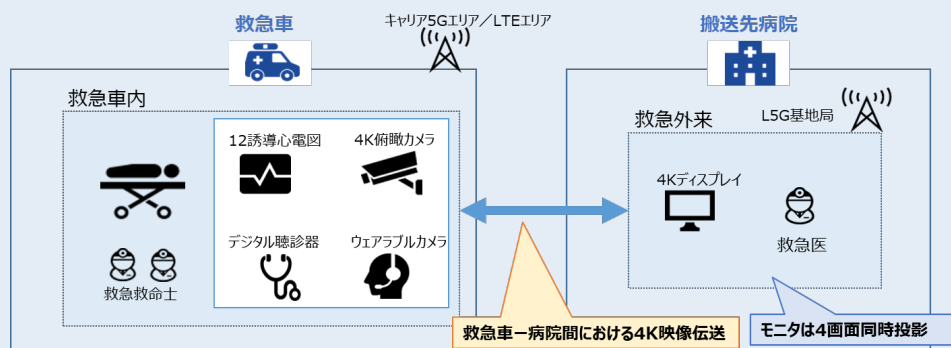 救急車
キャリア5Gエリア／LTEエリア
搬送先病院
救急車内
12誘導心電図
4K俯瞰カメラ
デジタル聴診器
ウェアラブルカメラ
救急救命士
救急外来
L5G基地局
4Kディスプレイ
救急医
救急車ー病院間における4K映像伝送
モニタは4画面同時投影